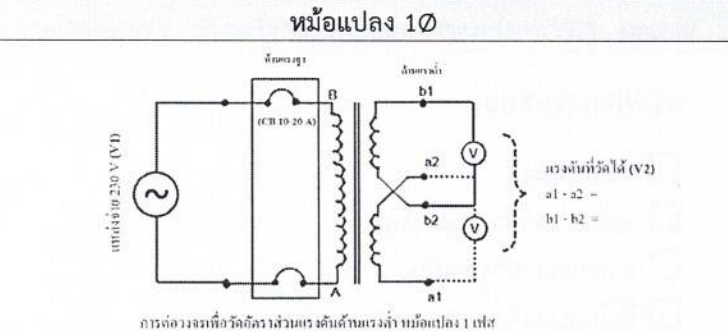 หม้อแปลง 1Ø
ด้านแรงสูง
ด้านแรงต่ำ
B
b1
(CB 10-20 A)
แหล่งจ่าย 230 V (V1)
V
a2
แรงดันที่วัดได้ (V2)
a1 - a2 =
b2
b1 - b2 =
V
A
a1
การต่อวงจรเพื่อวัดอัตราส่วนแรงดันด้านแรงต่ำ หม้อแปลง 1 เฟส